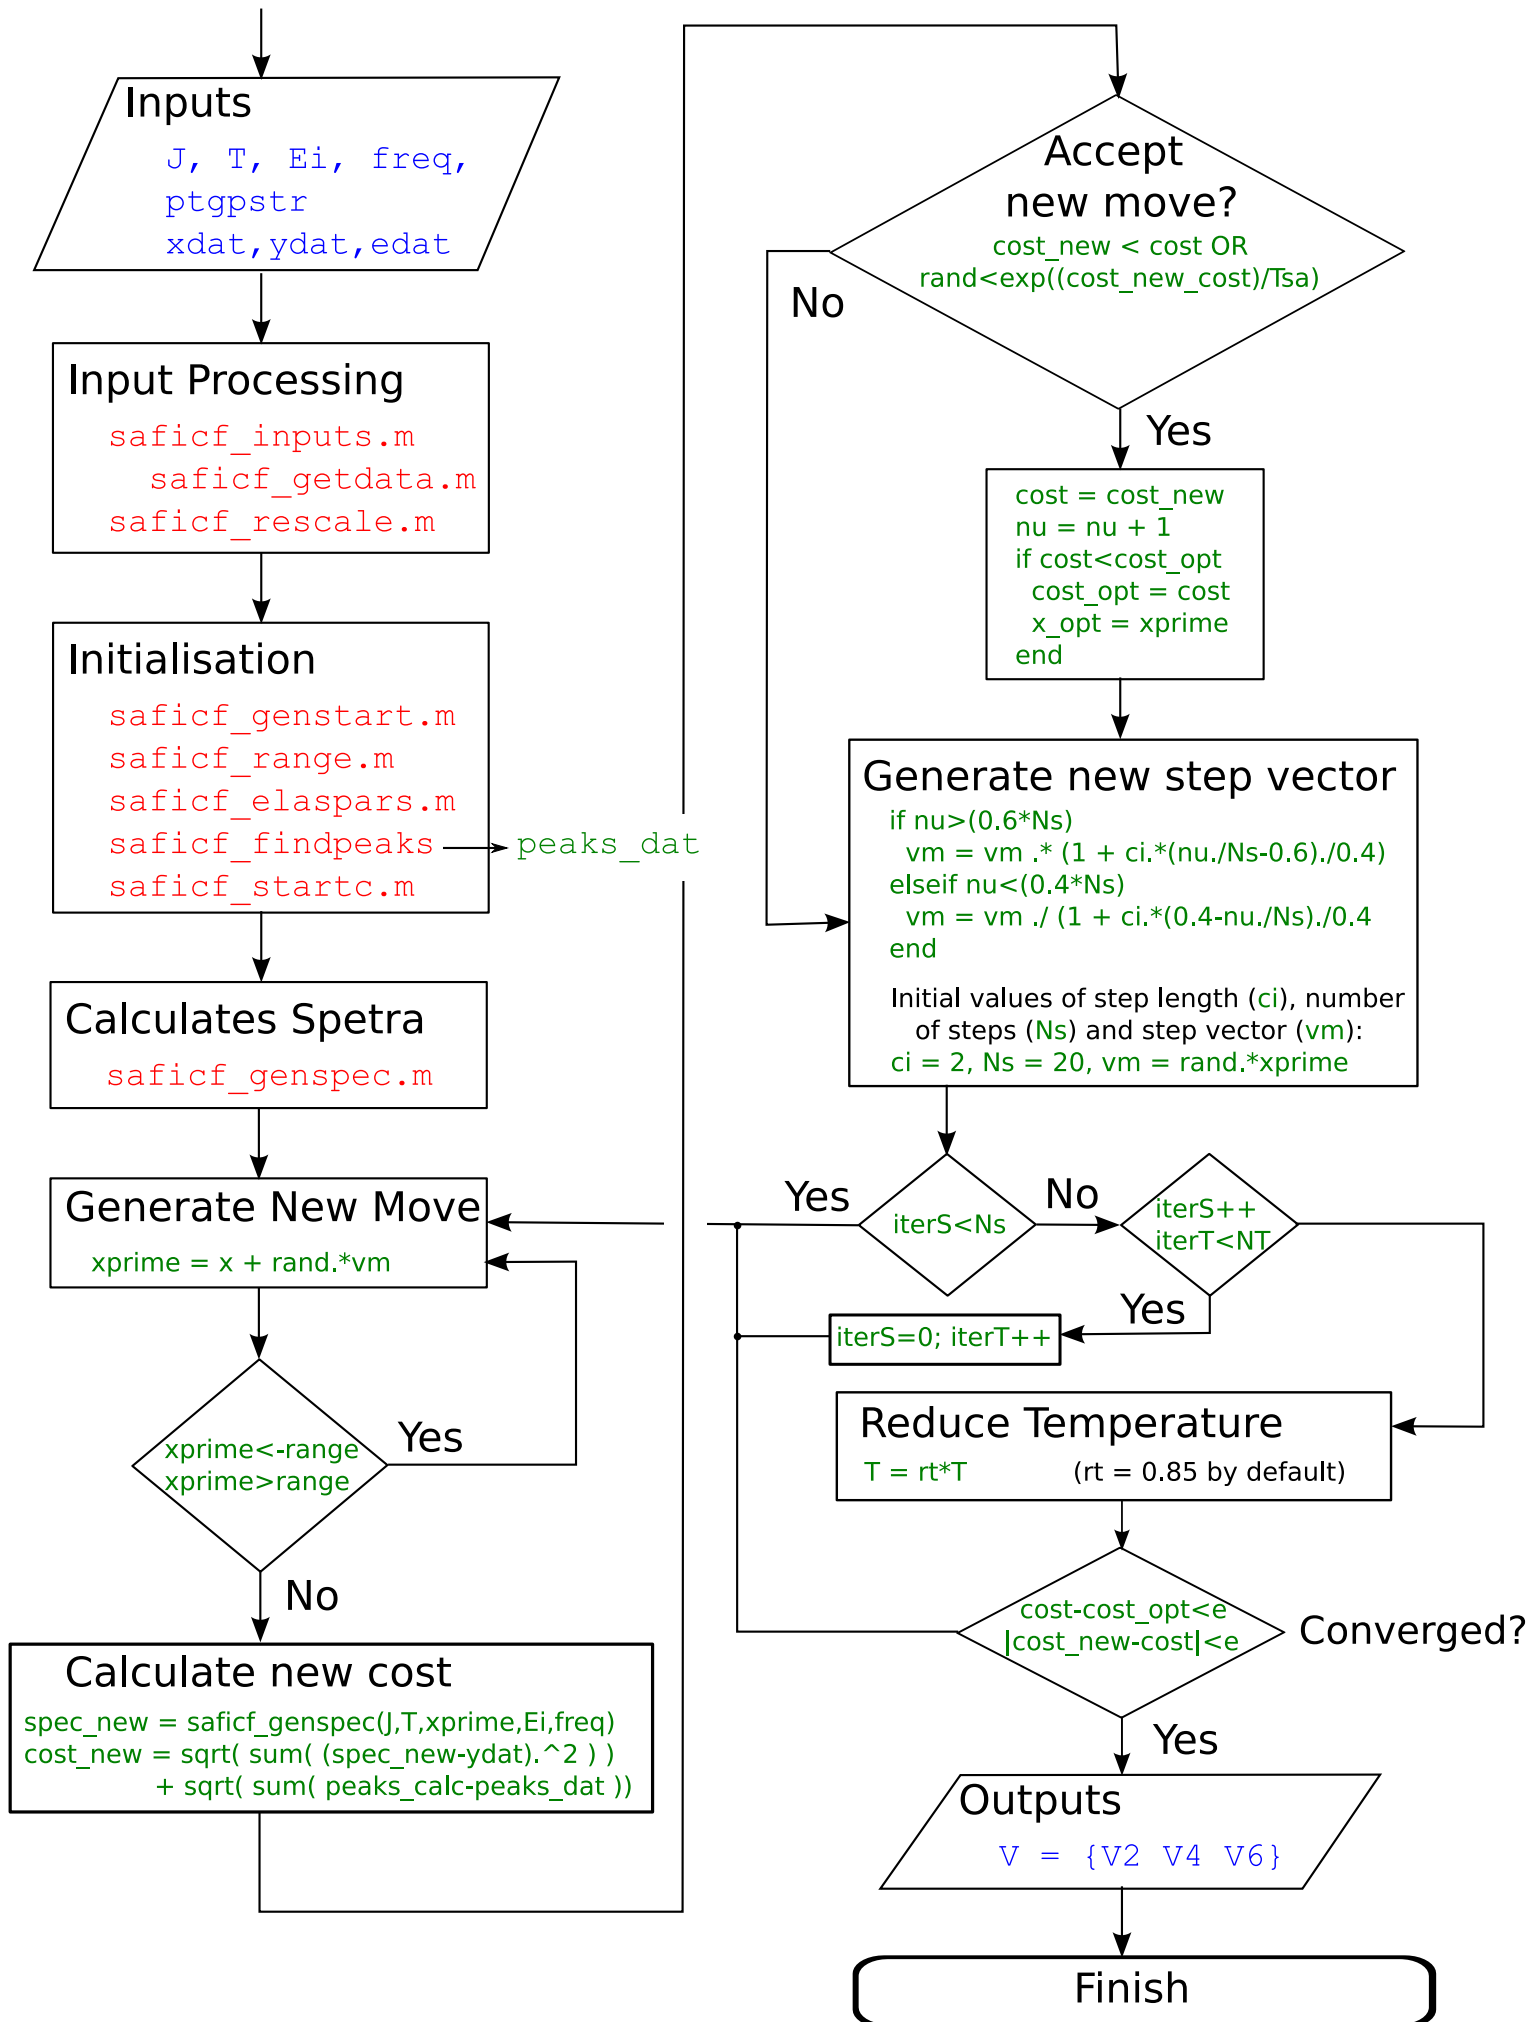 Inputs
J, T, Ei, freq,
ptgpstr
xdat,ydat,edat
Input Processing
saficf_inputs.m
saficf_getdata.m
saficf_rescale.m
Initialisation
saficf_genstart.m
saficf_range.m
saficf_elaspars.m
saficf_findpeaks
peaks_dat
saficf_startc.m
Calculates Spetra
saficf_genspec.m
Generate New Move
xprime = x + rand.*vm
xprime<-range
xprime>range
Yes
No
Calculate new cost
spec_new = saficf_genspec(J,T,xprime,Ei,freq)
cost_new = sqrt( sum( (spec_new-ydat).^2 ) )
+ sqrt( sum( peaks_calc-peaks_dat ))
Accept
new move?
cost_new < cost OR
rand<exp((cost_new_cost)/Tsa)
No
Yes
cost = cost_new
nu = nu + 1
if cost<cost_opt
cost_opt = cost
x_opt = xprime
end
Generate new step vector
if nu>(0.6*Ns)
vm = vm .* (1 + ci.*(nu./Ns-0.6)./0.4)
elseif nu<(0.4*Ns)
vm = vm ./ (1 + ci.*(0.4-nu./Ns)./0.4
end
Initial values of step length (ci), number
of steps (Ns) and step vector (vm):
ci = 2, Ns = 20, vm = rand.*xprime
Yes
iterS<Ns
No
iterS++
iterT<NT
Yes
iterS=0; iterT++
Reduce Temperature
T = rt*T (rt = 0.85 by default)
cost-cost_opt<e
|cost_new-cost|<e
Converged?
Yes
Outputs
V = {V2 V4 V6}
Finish